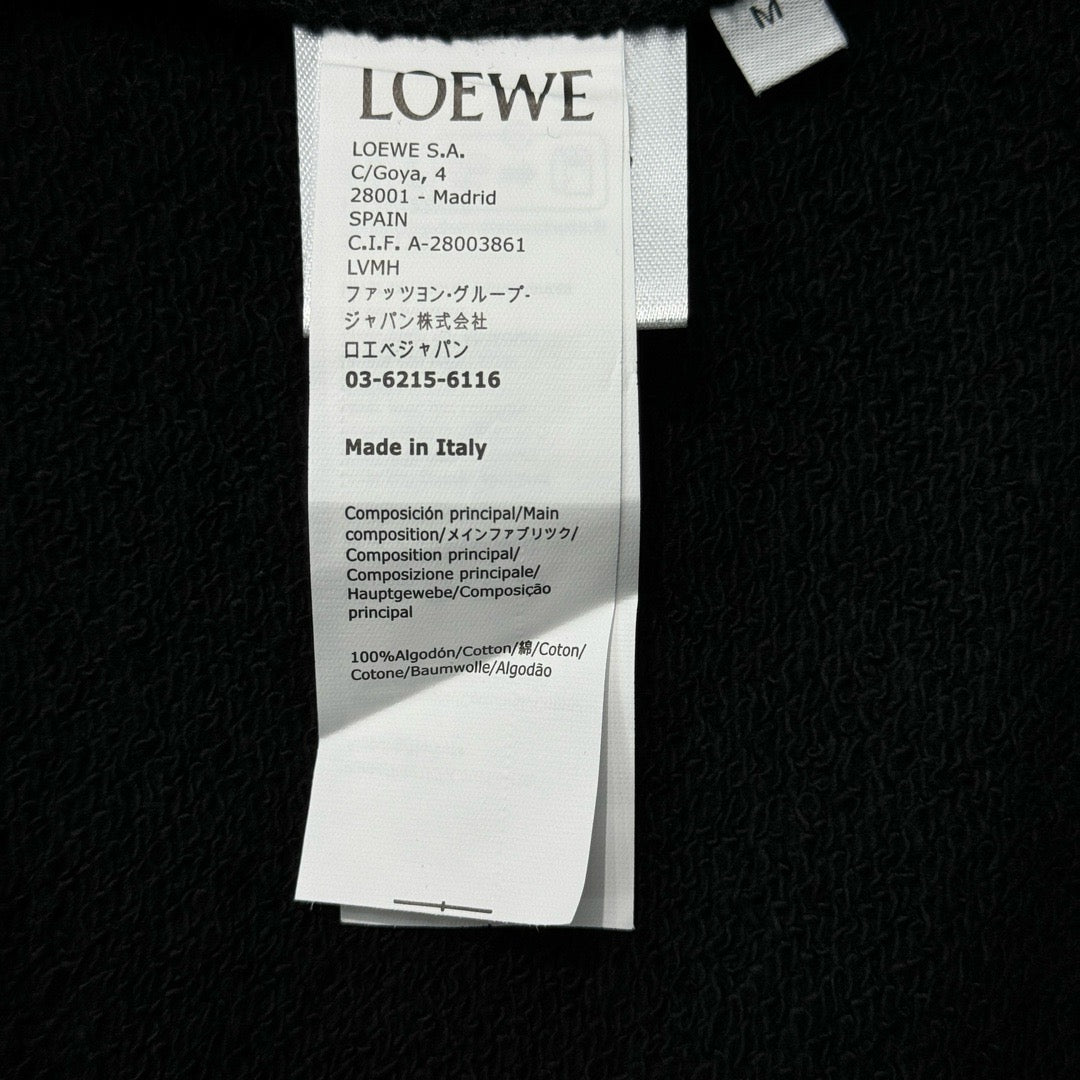 M
LOEWE
LOEWE S.A.
C/Goya, 4
28001 - Madrid
SPAIN
C.I.F. A-28003861
LVMH
ファッツヨン·グループ-
ジャパン株式会社
ロエベジャパン
03-6215-6116
Made in Italy
Composición principal/Main
composition/メインファブリツク/
Composition principal/
Composizione principale/
Hauptgewebe/Composição
principal
100%Algodón/Cotton/綿/Coton/
Cotone/Baumwolle/Algodão